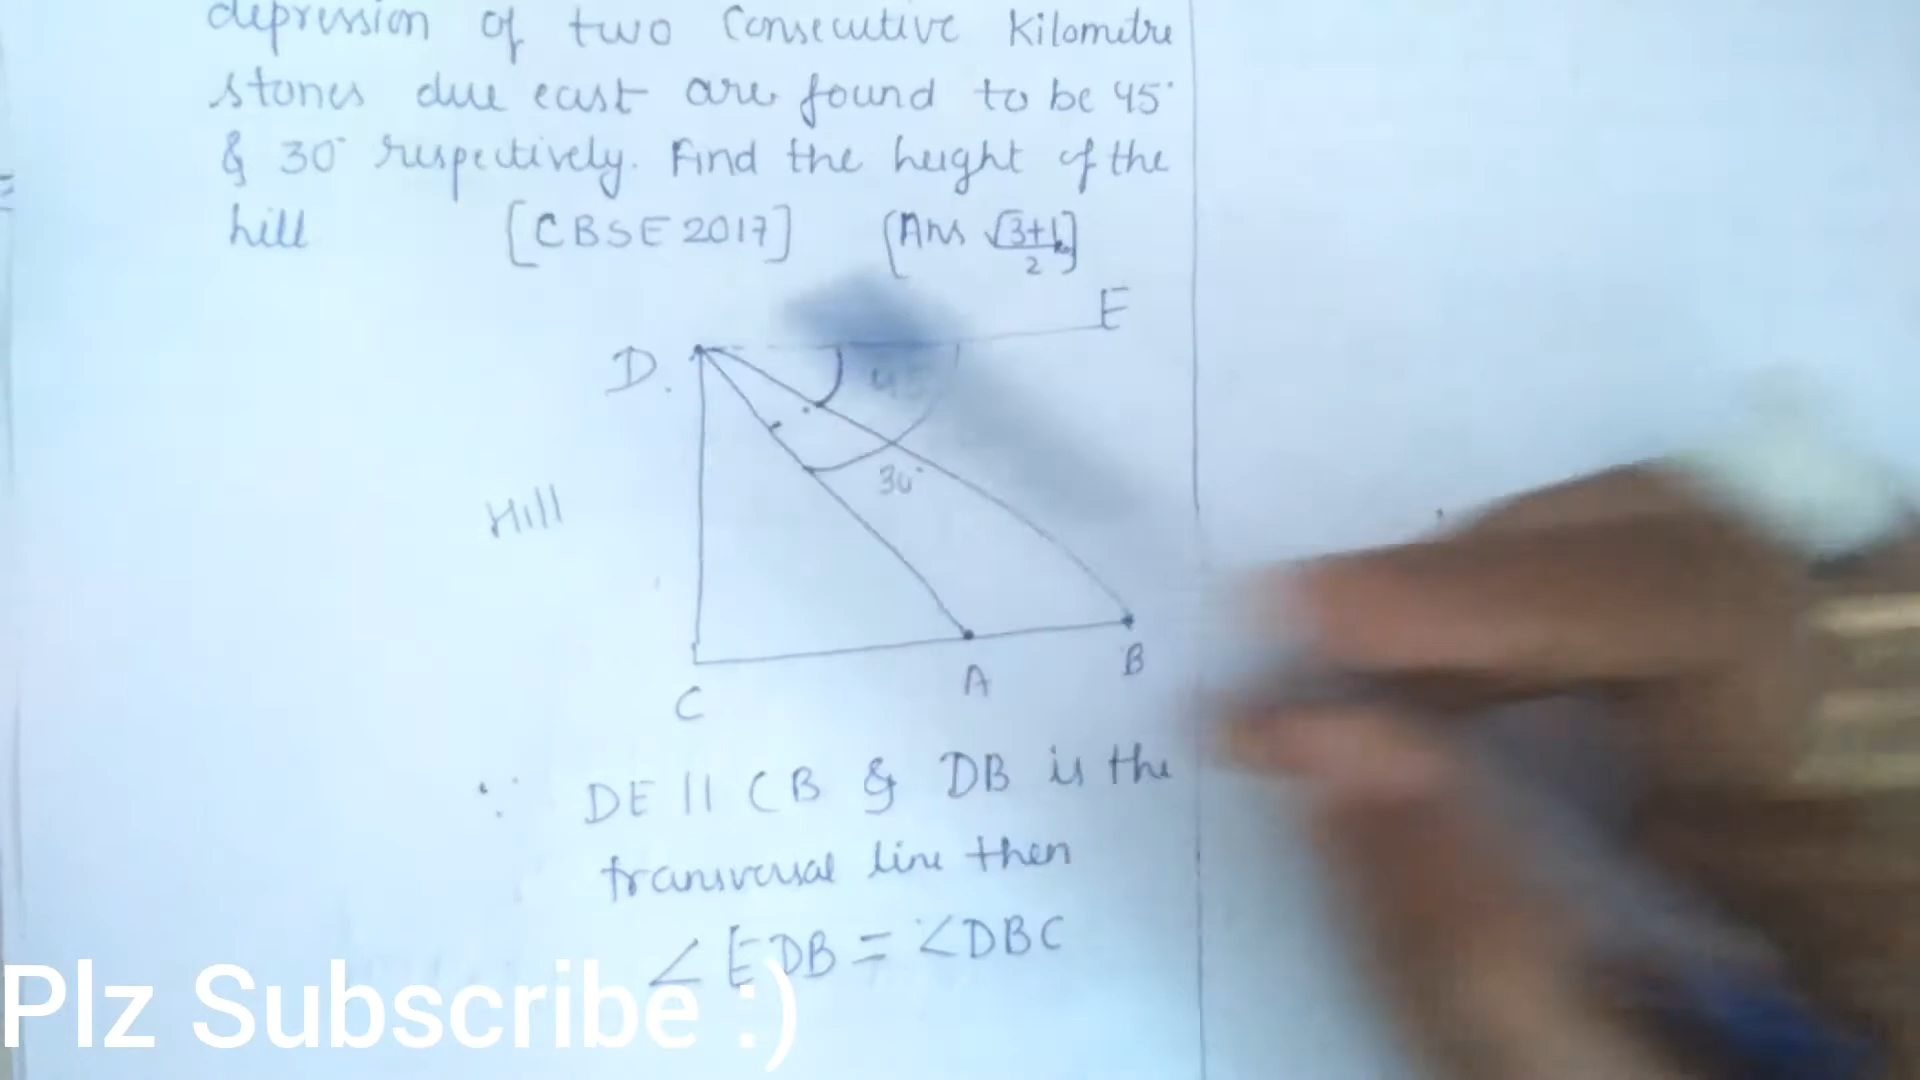 depression of two consecutive Kilometre
stones due east are found to be 45°
& 30° respectively. Find the height of the
hill [CBSE 2017] [Ans √3+1/2]
E
D.
45
30°
Hill
A
B
C
∵ DE || CB & DB is the
transversal line then
∠EDB = ∠DBC
Plz Subscribe :)